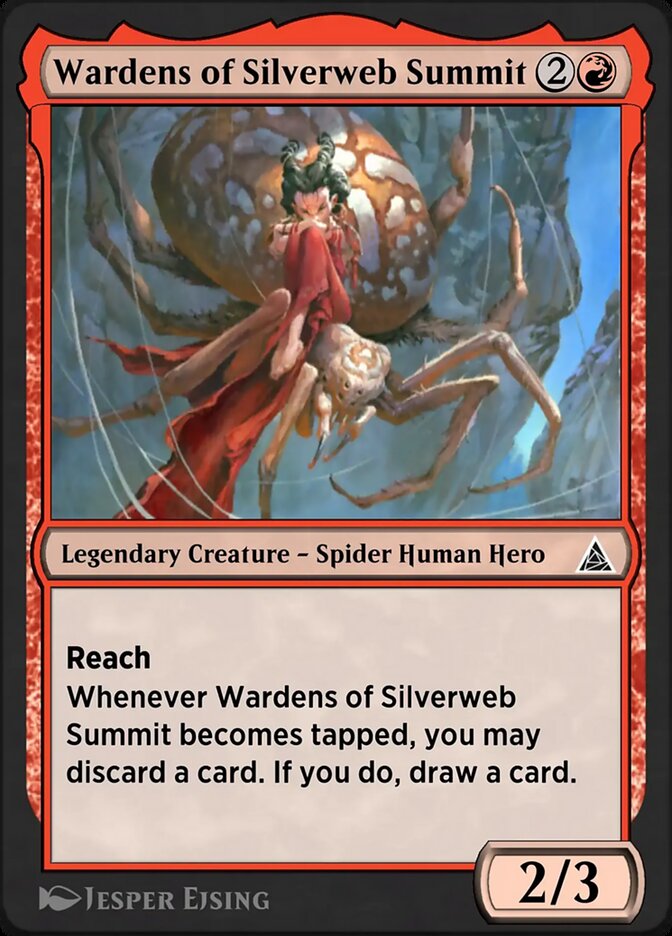 Wardens of Silverweb Summit 2
Legendary Creature – Spider Human Hero
Reach
Whenever Wardens of Silverweb
Summit becomes tapped, you may
discard a card. If you do, draw a card.
2/3
Jesper Ejsing